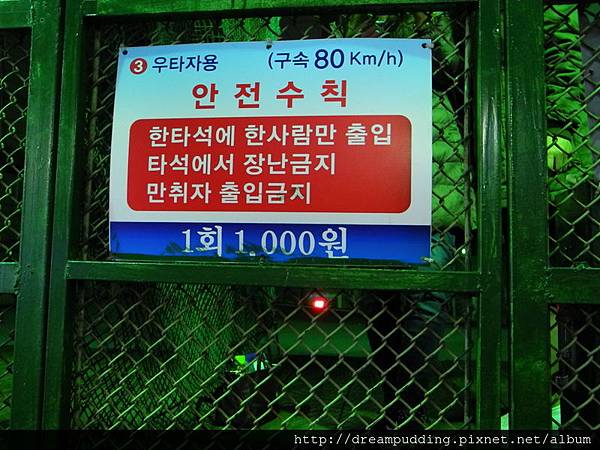 3 우타자용 (구속 80 Km/h)
안전수칙
한타석에 한사람만 출입
타석에서 장난금지
만취자 출입금지
1회 1.000원
http://dreampudding.pixnet.net/album